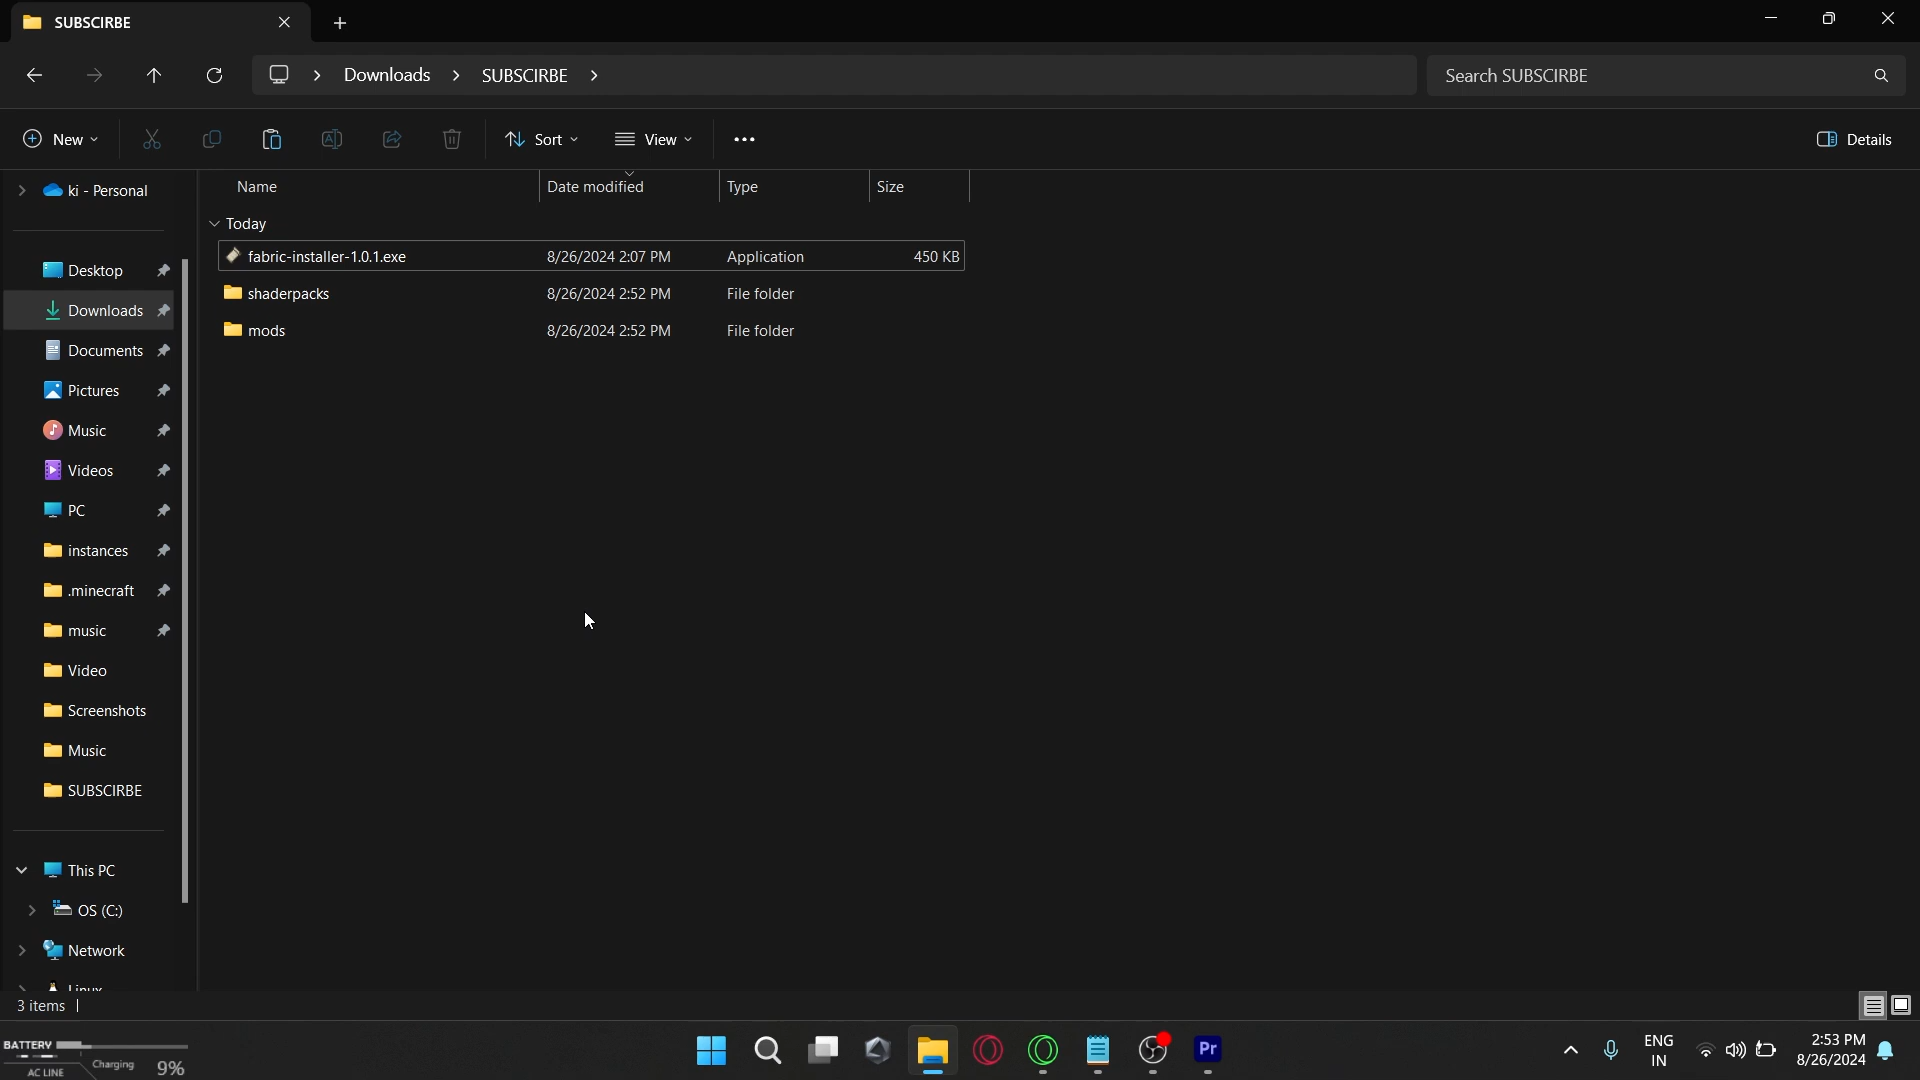 SUBSCIRBE
Downloads
SUBSCIRBE
Search SUBSCIRBE
New
Sort
View
Details
ki - Personal
Desktop
Downloads
Documents
Pictures
Music
Videos
PC
instances
.minecraft
music
Video
Screenshots
Music
SUBSCIRBE
This PC
OS (C:)
Network
Linux
Name Date modified Type Size
Today
fabric-installer-1.0.1.exe 8/26/2024 2:07 PM Application 450 KB
shaderpacks 8/26/2024 2:52 PM File folder
mods 8/26/2024 2:52 PM File folder
3 items
BATTERY
AC LINE
Charging
9%
Pr
ENG
IN
2:53 PM
8/26/2024